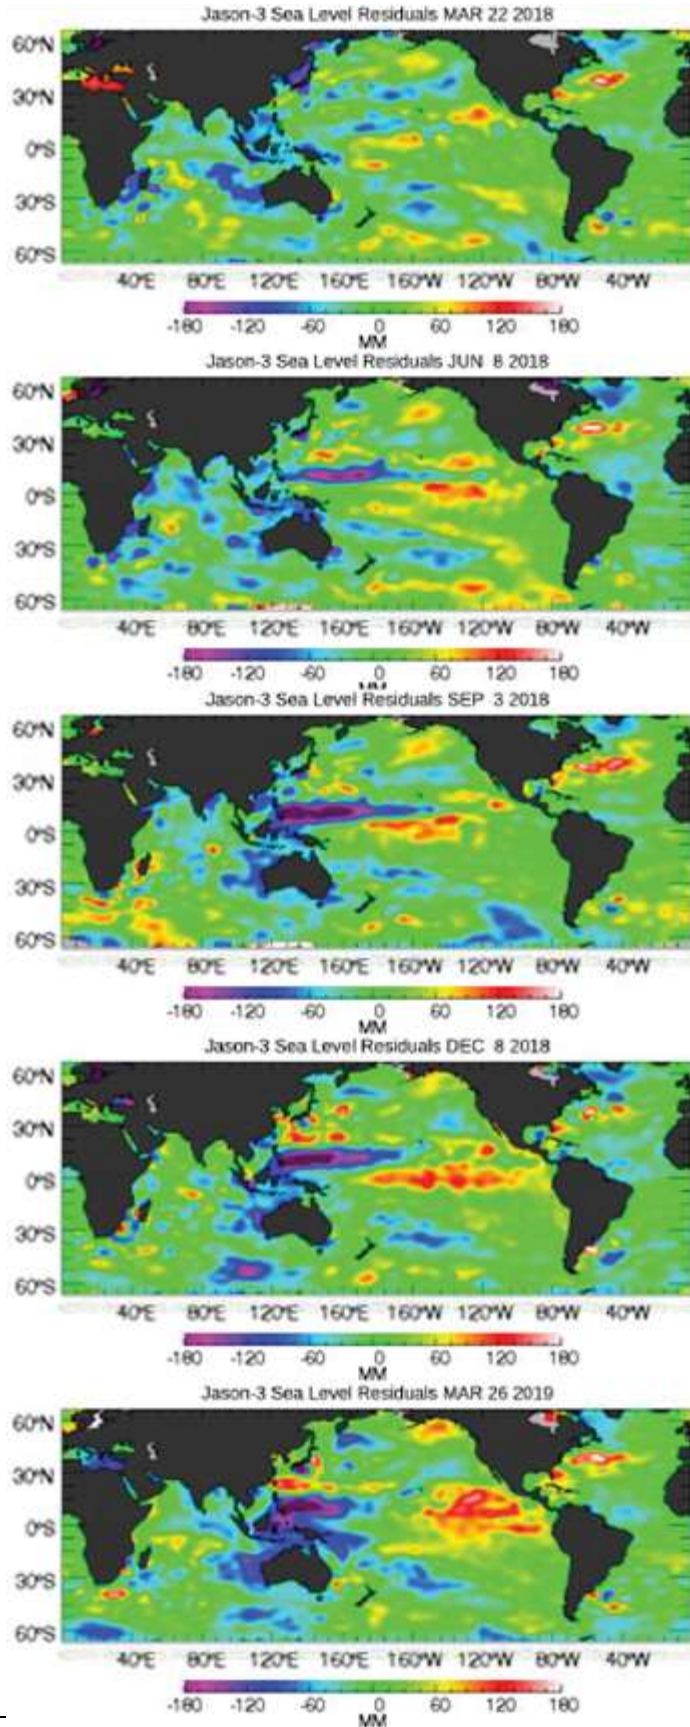 Jason-3 Sea Level Residuals MAR 22 2018
60°N
30°N
0°S
30°S
60°S
40°E 80°E 120°E 160°E 160°W 120°W 80°W 40°W
-180 -120 -60 0 60 120 180
MM
Jason-3 Sea Level Residuals JUN 8 2018
60°N
30°N
0°S
30°S
60°S
40°E 80°E 120°E 160°E 160°W 120°W 80°W 40°W
-180 -120 -60 0 60 120 180
MM
Jason-3 Sea Level Residuals SEP 3 2018
60°N
30°N
0°S
30°S
60°S
40°E 80°E 120°E 160°E 160°W 120°W 80°W 40°W
-180 -120 -60 0 60 120 180
MM
Jason-3 Sea Level Residuals DEC 8 2018
60°N
30°N
0°S
30°S
60°S
40°E 80°E 120°E 160°E 160°W 120°W 80°W 40°W
-180 -120 -60 0 60 120 180
MM
Jason-3 Sea Level Residuals MAR 26 2019
60°N
30°N
0°S
30°S
60°S
40°E 80°E 120°E 160°E 160°W 120°W 80°W 40°W
-180 -120 -60 0 60 120 180
MM